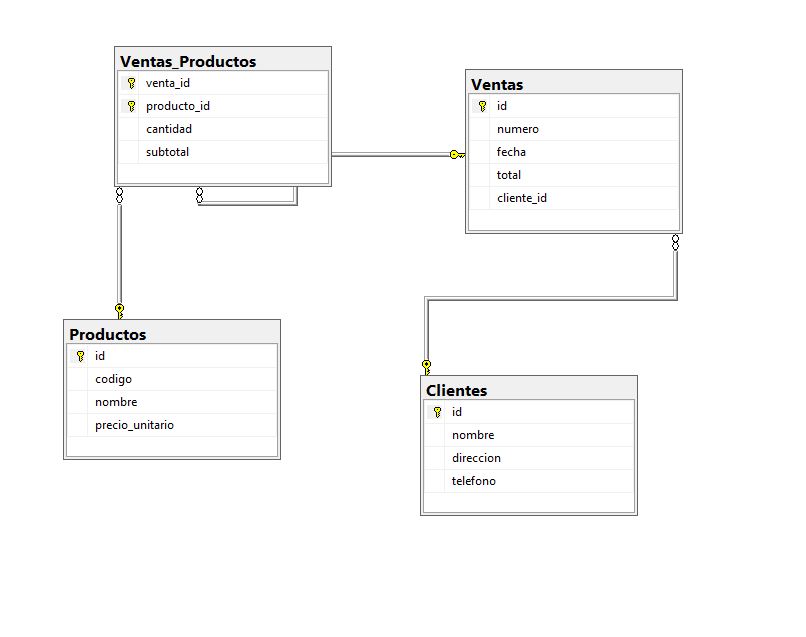 Ventas_Productos
venta_id
producto_id
cantidad
subtotal
Ventas
id
numero
fecha
total
cliente_id
Productos
id
codigo
nombre
precio_unitario
Clientes
id
nombre
direccion
telefono